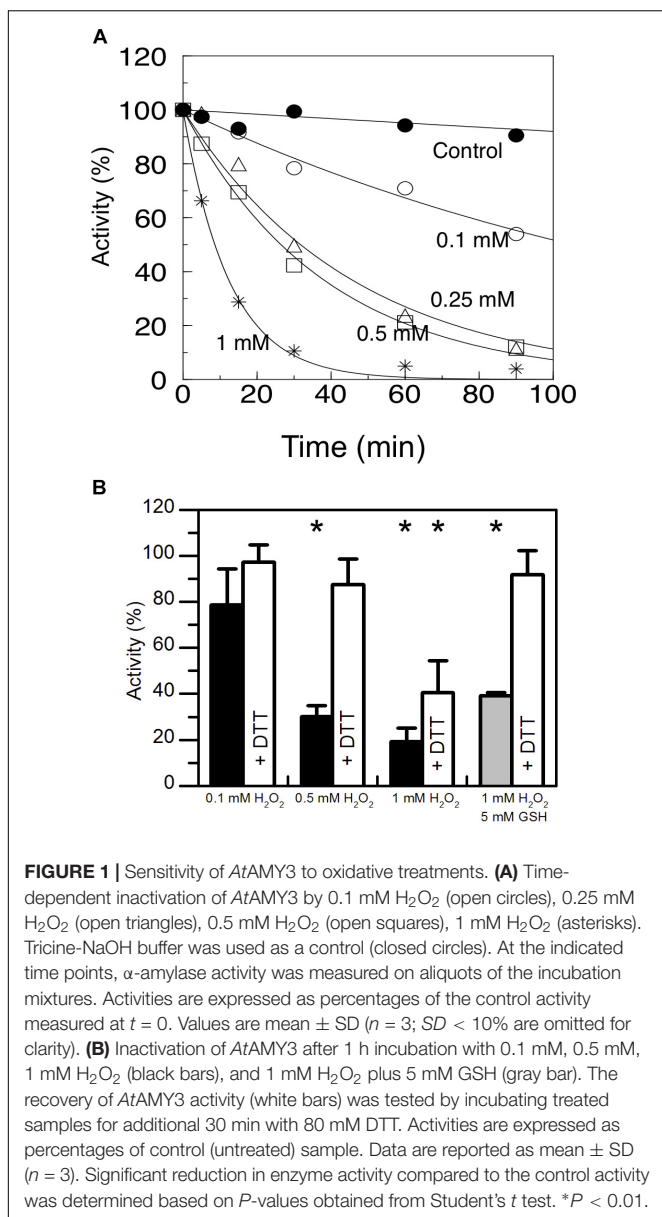 A
120
100
80
60
40
20
0
Activity (%)
Control
0.1 mM
0.25 mM
0.5 mM
1 mM
0 20 40 60 80 100
Time (min)
B
120
100
80
60
40
20
0
Activity (%)
* * * *
+ DTT + DTT + DTT + DTT
0.1 mM H₂O₂ 0.5 mM H₂O₂ 1 mM H₂O₂ 1 mM H₂O₂
5 mM GSH
FIGURE 1 | Sensitivity of AtAMY3 to oxidative treatments. (A) Time-
dependent inactivation of AtAMY3 by 0.1 mM H₂O₂ (open circles), 0.25 mM
H₂O₂ (open triangles), 0.5 mM H₂O₂ (open squares), 1 mM H₂O₂ (asterisks).
Tricine-NaOH buffer was used as a control (closed circles). At the indicated
time points, α-amylase activity was measured on aliquots of the incubation
mixtures. Activities are expressed as percentages of the control activity
measured at t = 0. Values are mean ± SD (n = 3; SD < 10% are omitted for
clarity). (B) Inactivation of AtAMY3 after 1 h incubation with 0.1 mM, 0.5 mM,
1 mM H₂O₂ (black bars), and 1 mM H₂O₂ plus 5 mM GSH (gray bar). The
recovery of AtAMY3 activity (white bars) was tested by incubating treated
samples for additional 30 min with 80 mM DTT. Activities are expressed as
percentages of control (untreated) sample. Data are reported as mean ± SD
(n = 3). Significant reduction in enzyme activity compared to the control activity
was determined based on P-values obtained from Student's t test. *P < 0.01.